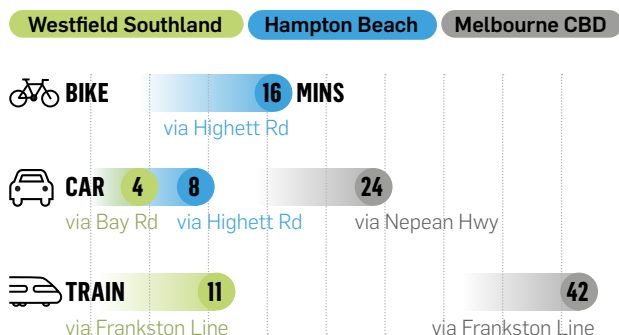 Westfield Southland Hampton Beach Melbourne CBD
BIKE 16 MINS
via Highett Rd
CAR 4 8 24
via Bay Rd via Highett Rd via Nepean Hwy
TRAIN 11 42
via Frankston Line via Frankston Line